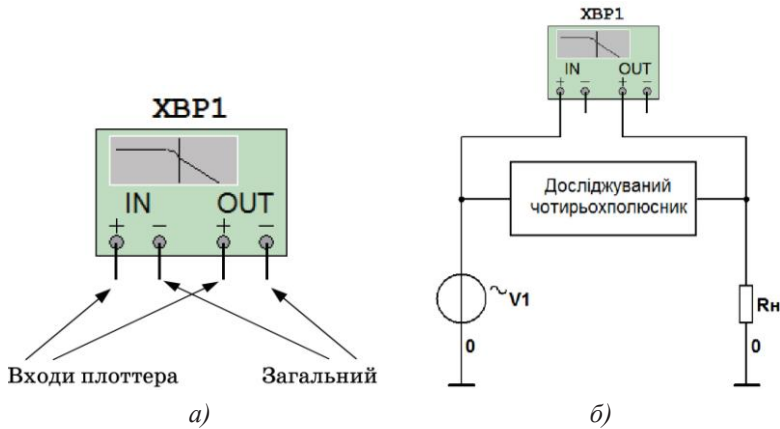 XBP1
IN OUT
+ − + −
Входи плоттера Загальний
а)
XBP1
IN OUT
+ − + −
Досліджуваний
чотирьохполюсник
~V1
Rн
0
0
б)